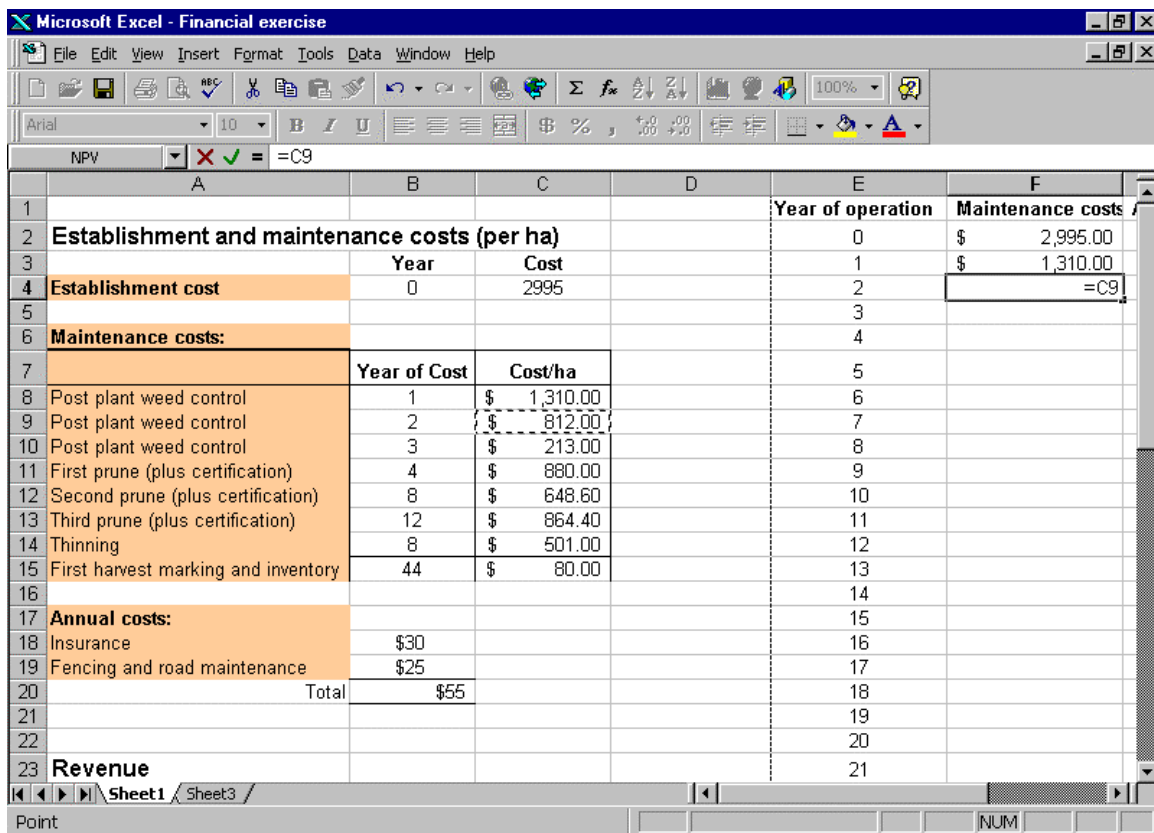 Microsoft Excel - Financial exercise
File Edit View Insert Format Tools Data Window Help
100%
Arial 10 B I U $ % ,
NPV = =C9
A B C D E F
1 Year of operation Maintenance costs
2 Establishment and maintenance costs (per ha) 0 $ 2,995.00
3 Year Cost 1 $ 1,310.00
4 Establishment cost 0 2995 2 =C9
5 3
6 Maintenance costs: 4
7 Year of Cost Cost/ha 5
8 Post plant weed control 1 $ 1,310.00 6
9 Post plant weed control 2 $ 812.00 7
10 Post plant weed control 3 $ 213.00 8
11 First prune (plus certification) 4 $ 880.00 9
12 Second prune (plus certification) 8 $ 648.60 10
13 Third prune (plus certification) 12 $ 864.40 11
14 Thinning 8 $ 501.00 12
15 First harvest marking and inventory 44 $ 80.00 13
16 14
17 Annual costs: 15
18 Insurance $30 16
19 Fencing and road maintenance $25 17
20 Total $55 18
21 19
22 20
23 Revenue 21
Sheet1 Sheet3
Point NUM